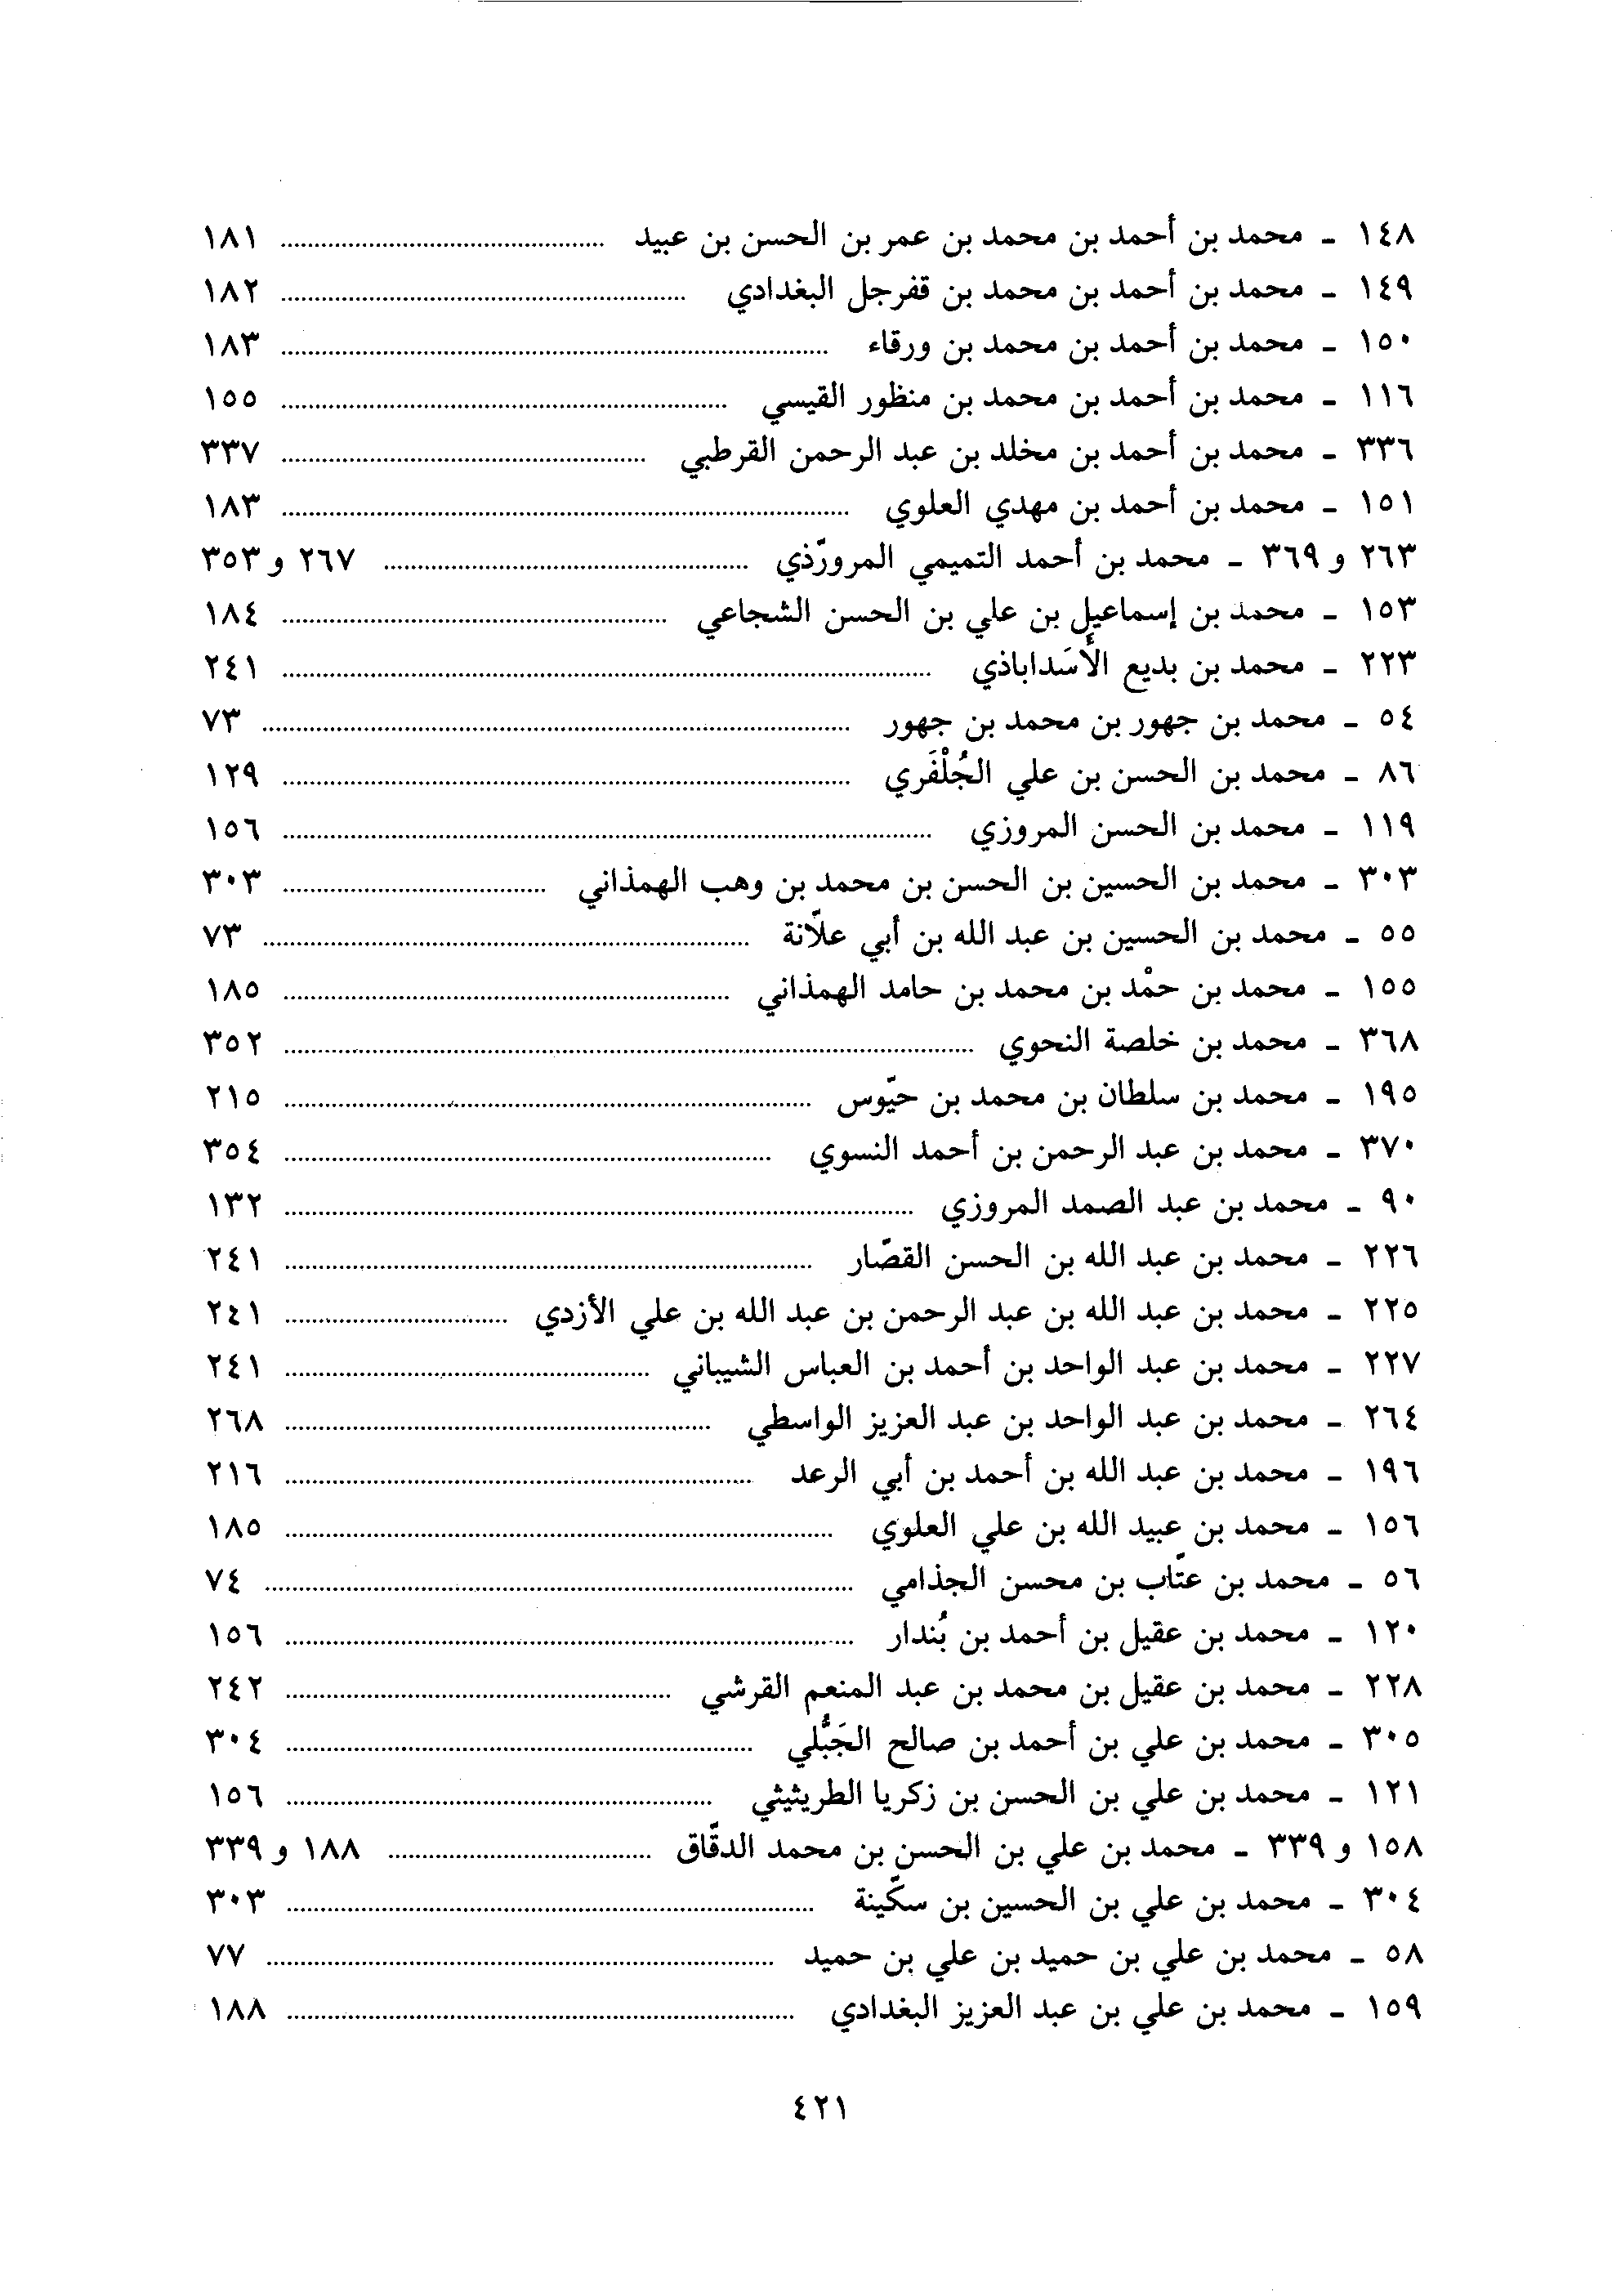 ١٤٨ ـ محمد بن أحمد بن محمد بن عمر بن الحسن بن عبيد ........ ١٨١
١٤٩ ـ محمد بن أحمد بن محمد بن قفرجل البغدادي ........ ١٨٢
١٥٠ ـ محمد بن أحمد بن محمد بن ورقاء ........ ١٨٣
١١٦ ـ محمد بن أحمد بن محمد بن منظور القيسي ........ ١٥٥
٣٣٦ ـ محمد بن أحمد بن مخلد بن عبد الرحمن القرطبي ........ ٣٣٧
١٥١ ـ محمد بن أحمد بن مهدي العلوي ........ ١٨٣
٢٦٣ و ٣٦٩ ـ محمد بن أحمد التميمي المرورّذي ........ ٢٦٧ و ٣٥٣
١٥٣ ـ محمد بن إسماعيل بن علي بن الحسن الشجاعي ........ ١٨٤
٢٢٣ ـ محمد بن بديع الأَسَداباذي ........ ٢٤١
٥٤ ـ محمد بن جهور بن محمد بن جهور ........ ٧٣
٨٦ ـ محمد بن الحسن بن علي الجُلْفَري ........ ١٢٩
١١٩ ـ محمد بن الحسن المروزي ........ ١٥٦
٣٠٣ ـ محمد بن الحسين بن الحسن بن محمد بن وهب الهمذاني ........ ٣٠٣
٥٥ ـ محمد بن الحسين بن عبد الله بن أبي علاّنة ........ ٧٣
١٥٥ ـ محمد بن حمْد بن محمد بن حامد الهمذاني ........ ١٨٥
٣٦٨ ـ محمد بن خلصة النحوي ........ ٣٥٢
١٩٥ ـ محمد بن سلطان بن محمد بن حيّوس ........ ٢١٥
٣٧٠ ـ محمد بن عبد الرحمن بن أحمد النسوي ........ ٣٥٤
٩٠ ـ محمد بن عبد الصمد المروزي ........ ١٣٢
٢٢٦ ـ محمد بن عبد الله بن الحسن القصّار ........ ٢٤١
٢٢٥ ـ محمد بن عبد الله بن عبد الرحمن بن عبد الله بن علي الأزدي ........ ٢٤١
٢٢٧ ـ محمد بن عبد الواحد بن أحمد بن العباس الشيباني ........ ٢٤١
٢٦٤ ـ محمد بن عبد الواحد بن عبد العزيز الواسطي ........ ٢٦٨
١٩٦ ـ محمد بن عبد الله بن أحمد بن أبي الرعد ........ ٢١٦
١٥٦ ـ محمد بن عبيد الله بن علي العلوي ........ ١٨٥
٥٦ ـ محمد بن عتّاب بن محسن الجذامي ........ ٧٤
١٢٠ ـ محمد بن عقيل بن أحمد بن بُندار ........ ١٥٦
٢٢٨ ـ محمد بن عقيل بن محمد بن عبد المنعم القرشي ........ ٢٤٢
٣٠٥ ـ محمد بن علي بن أحمد بن صالح الجَبُّلي ........ ٣٠٤
١٢١ ـ محمد بن علي بن الحسن بن زكريا الطريثيثي ........ ١٥٦
١٥٨ و ٣٣٩ ـ محمد بن علي بن الحسن بن محمد الدقّاق ........ ١٨٨ و ٣٣٩
٣٠٤ ـ محمد بن علي بن الحسين بن سكّينة ........ ٣٠٣
٥٨ ـ محمد بن علي بن حميد بن علي بن حميد ........ ٧٧
١٥٩ ـ محمد بن علي بن عبد العزيز البغدادي ........ ١٨٨
٤٢١